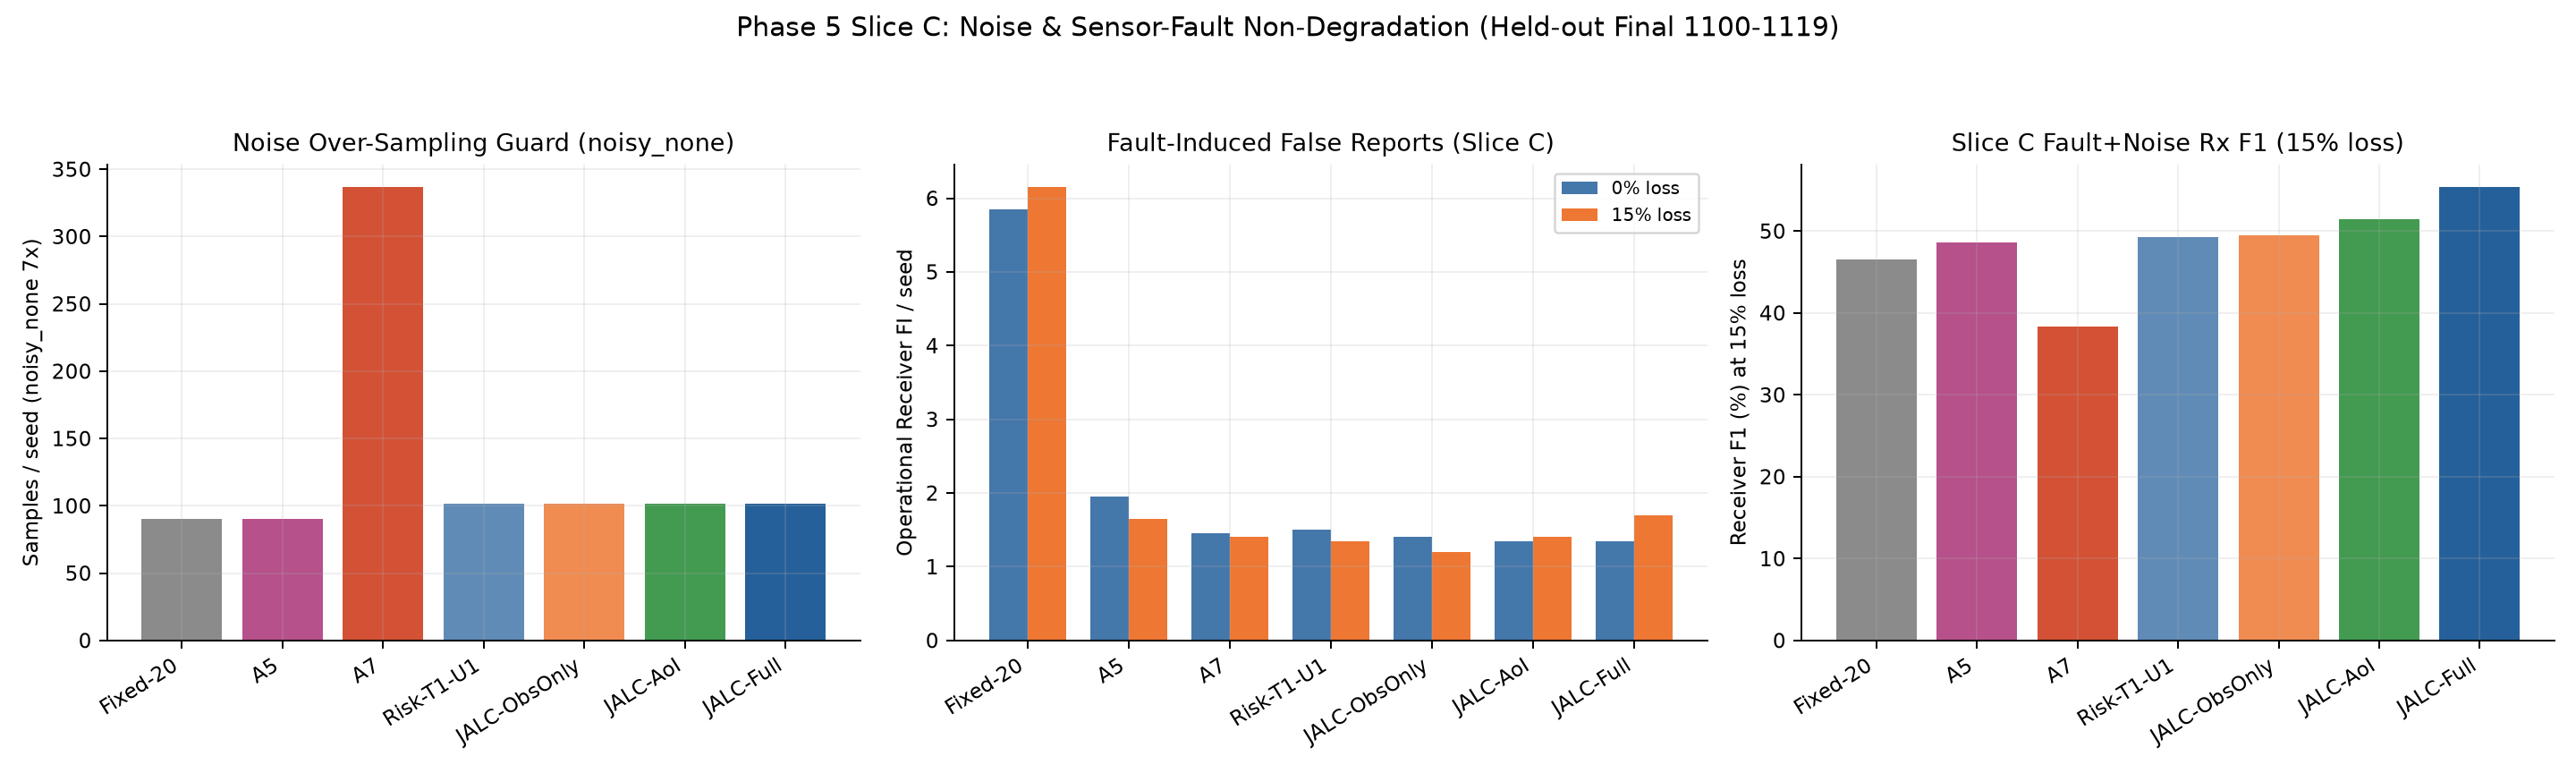 Phase 5 Slice C: Noise & Sensor-Fault Non-Degradation (Held-out Final 1100-1119)
Noise Over-Sampling Guard (noisy_none)
Samples / seed (noisy_none 7x)
350
300
250
200
150
100
50
0
Fixed-20
A5
A7
Risk-T1-U1
JALC-ObsOnly
JALC-AoI
JALC-Full
Fault-Induced False Reports (Slice C)
Operational Receiver FI / seed
6
5
4
3
2
1
0
0% loss
15% loss
Fixed-20
A5
A7
Risk-T1-U1
JALC-ObsOnly
JALC-AoI
JALC-Full
Slice C Fault+Noise Rx F1 (15% loss)
Receiver F1 (%) at 15% loss
50
40
30
20
10
0
Fixed-20
A5
A7
Risk-T1-U1
JALC-ObsOnly
JALC-AoI
JALC-Full